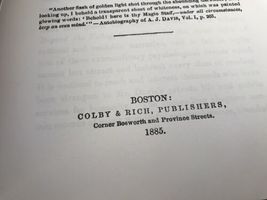 "Another flash of golden light shot through the shuddering
looking up, I beheld a transparent sheet of whiteness, on which was painted
glowing words: 'Behold! here is thy Magic Staff,—under all circumstances,
keep an even mind.'"—Autobiography of A. J. DAVIS, Vol. I, p. 263.
BOSTON:
COLBY & RICH, PUBLISHERS,
Corner Bosworth and Province Streets.
1885.